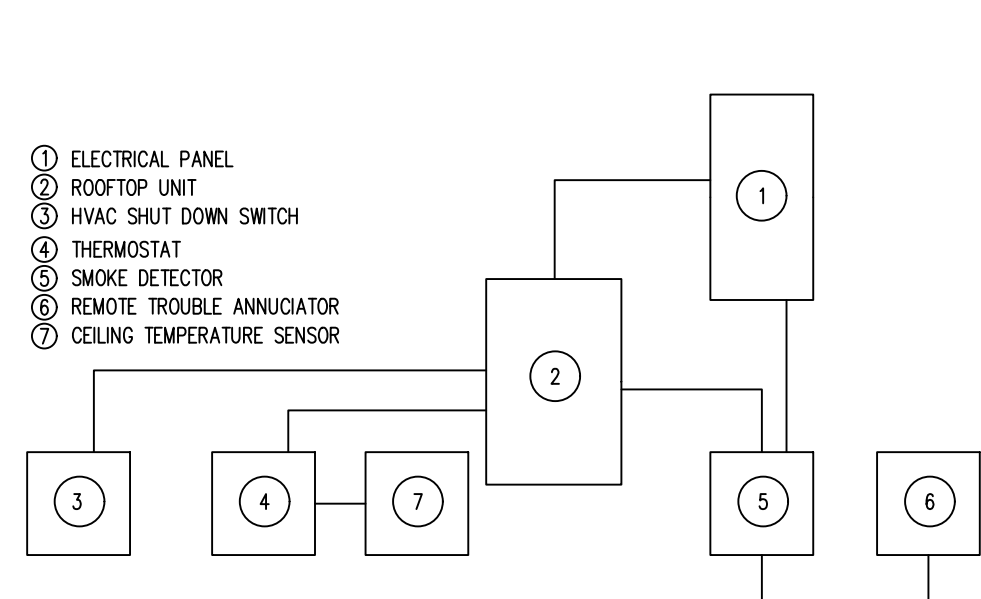 1 ELECTRICAL PANEL
2 ROOFTOP UNIT
3 HVAC SHUT DOWN SWITCH
4 THERMOSTAT
5 SMOKE DETECTOR
6 REMOTE TROUBLE ANNUCIATOR
7 CEILING TEMPERATURE SENSOR
1
2
3
4
7
5
6